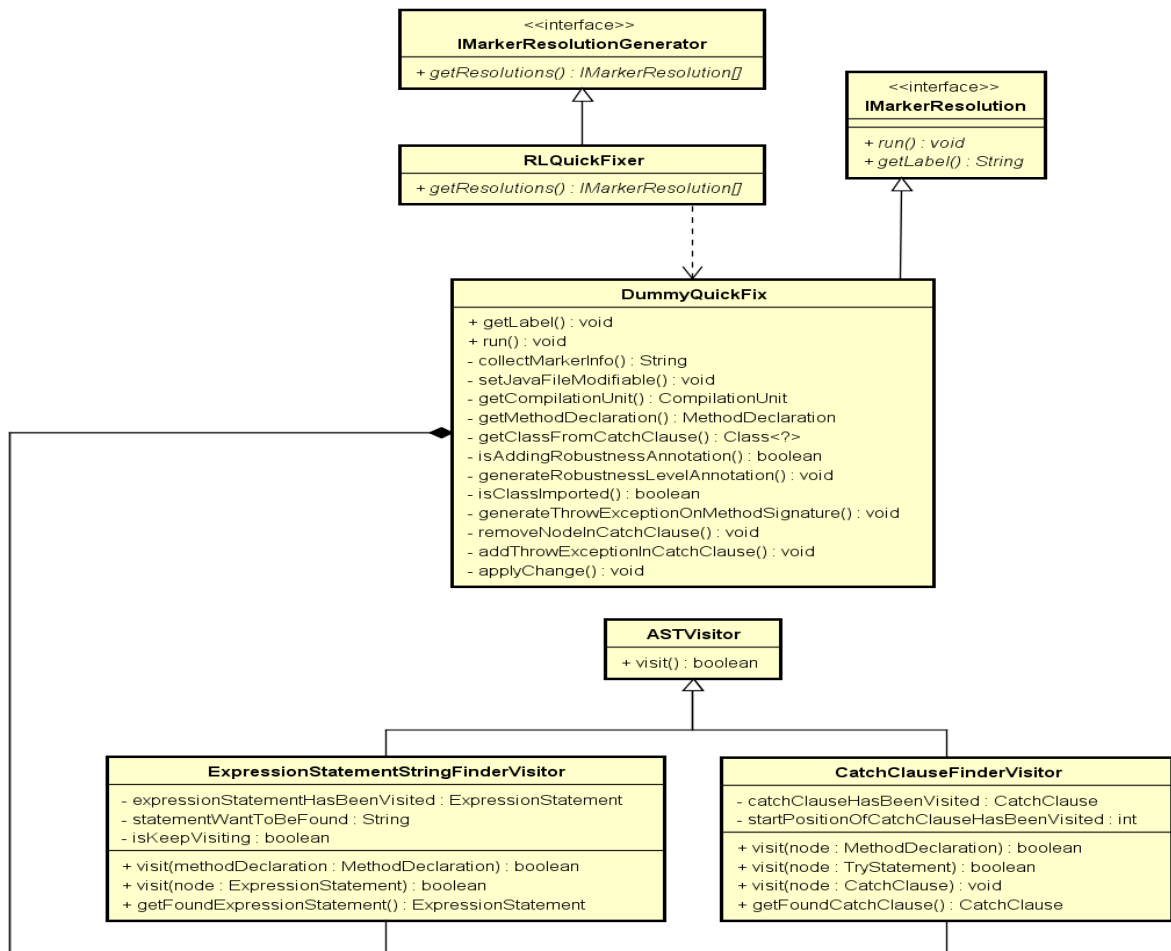 <<interface>>
IMarkerResolutionGenerator
+ getResolutions() : IMarkerResolution[]
<<interface>>
IMarkerResolution
+ run() : void
+ getLabel() : String
RLQuickFixer
+ getResolutions() : IMarkerResolution[]
DummyQuickFix
+ getLabel() : void
+ run() : void
- collectMarkerInfo() : String
- setJavaFileModifiable() : void
- getCompilationUnit() : CompilationUnit
- getMethodDeclaration() : MethodDeclaration
- getClassFromCatchClause() : Class<?>
- isAddingRobustnessAnnotation() : boolean
- generateRobustnessLevelAnnotation() : void
- isClassImported() : boolean
- generateThrowExceptionOnMethodSignature() : void
- removeNodeInCatchClause() : void
- addThrowExceptionInCatchClause() : void
- applyChange() : void
ASTVisitor
+ visit() : boolean
ExpressionStatementStringFinderVisitor
- expressionStatementHasBeenVisited : ExpressionStatement
- statementWantToBeFound : String
- isKeepVisiting : boolean
+ visit(methodDeclaration : MethodDeclaration) : boolean
+ visit(node : ExpressionStatement) : boolean
+ getFoundExpressionStatement() : ExpressionStatement
CatchClauseFinderVisitor
- catchClauseHasBeenVisited : CatchClause
- startPositionOfCatchClauseHasBeenVisited : int
+ visit(node : MethodDeclaration) : boolean
+ visit(node : TryStatement) : boolean
+ visit(node : CatchClause) : void
+ getFoundCatchClause() : CatchClause